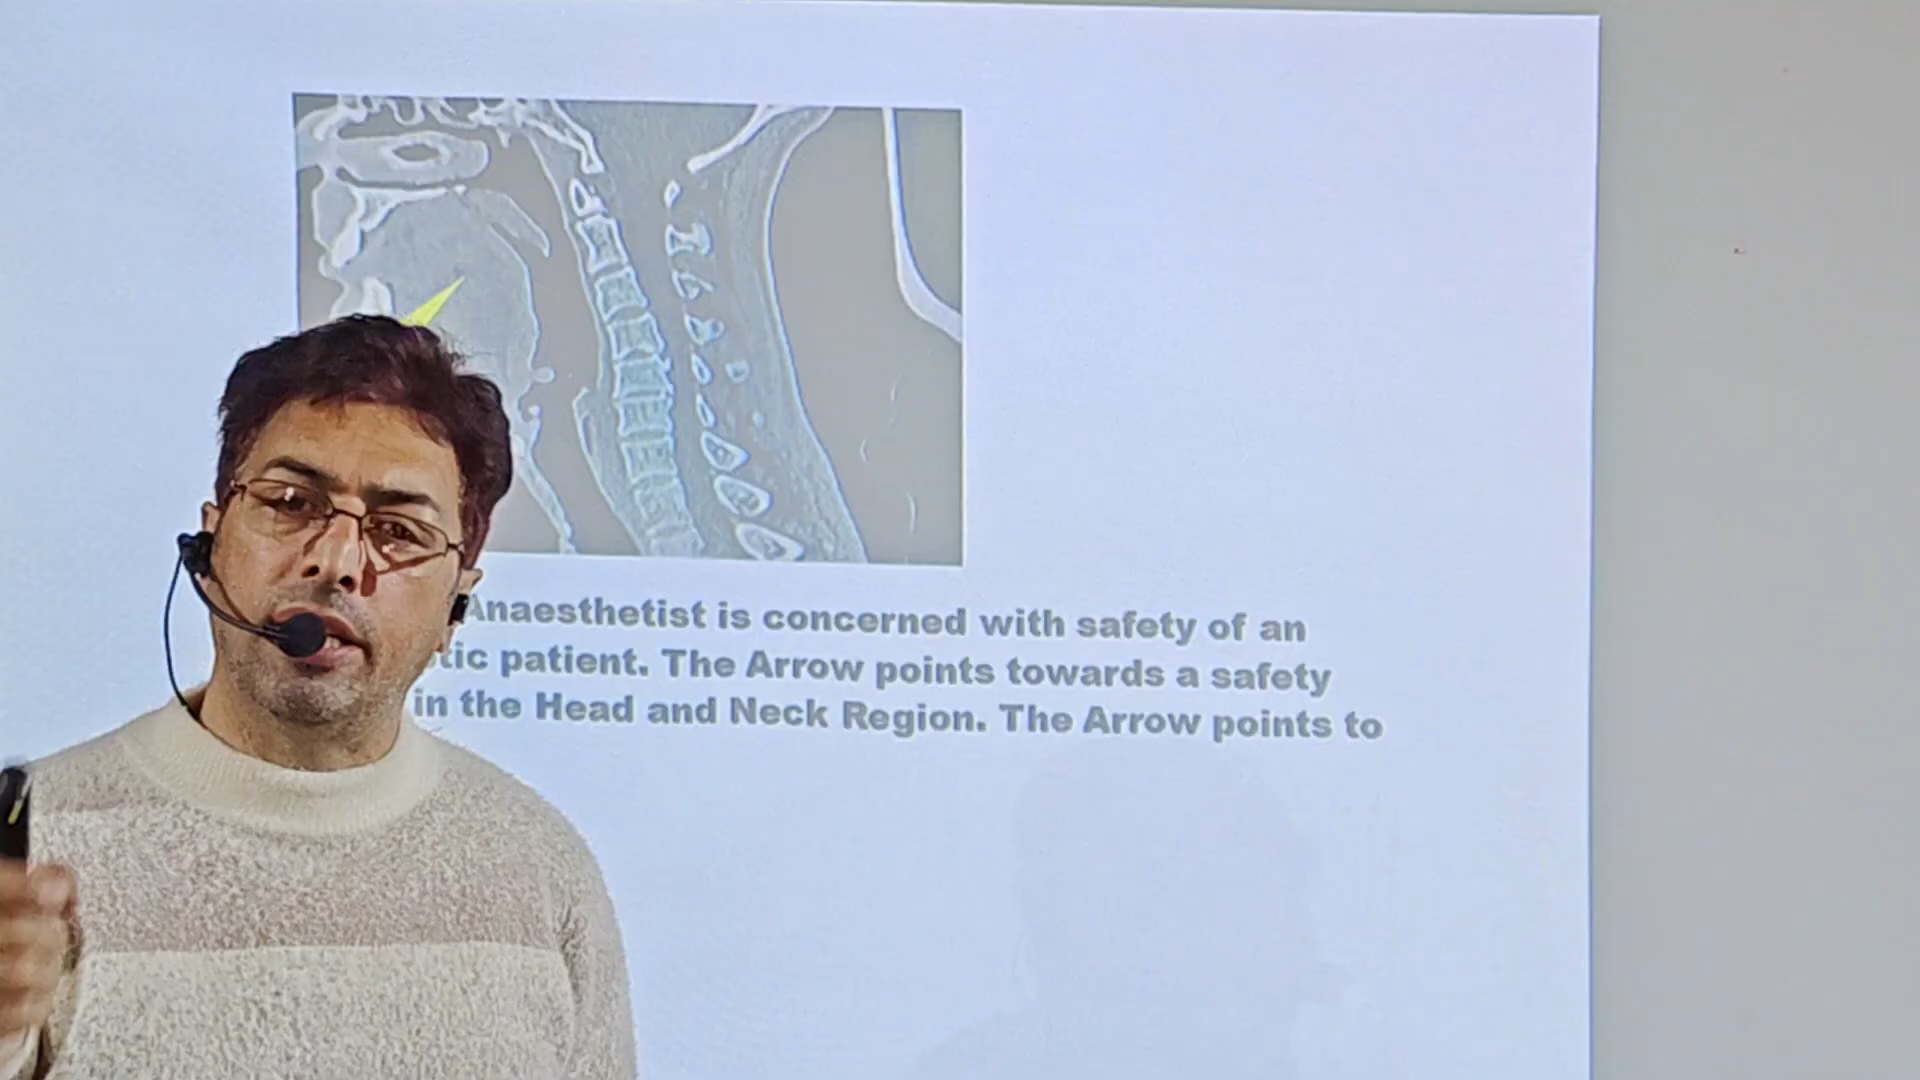 Anaesthetist is concerned with safety of an
tic patient. The Arrow points towards a safety
in the Head and Neck Region. The Arrow points to